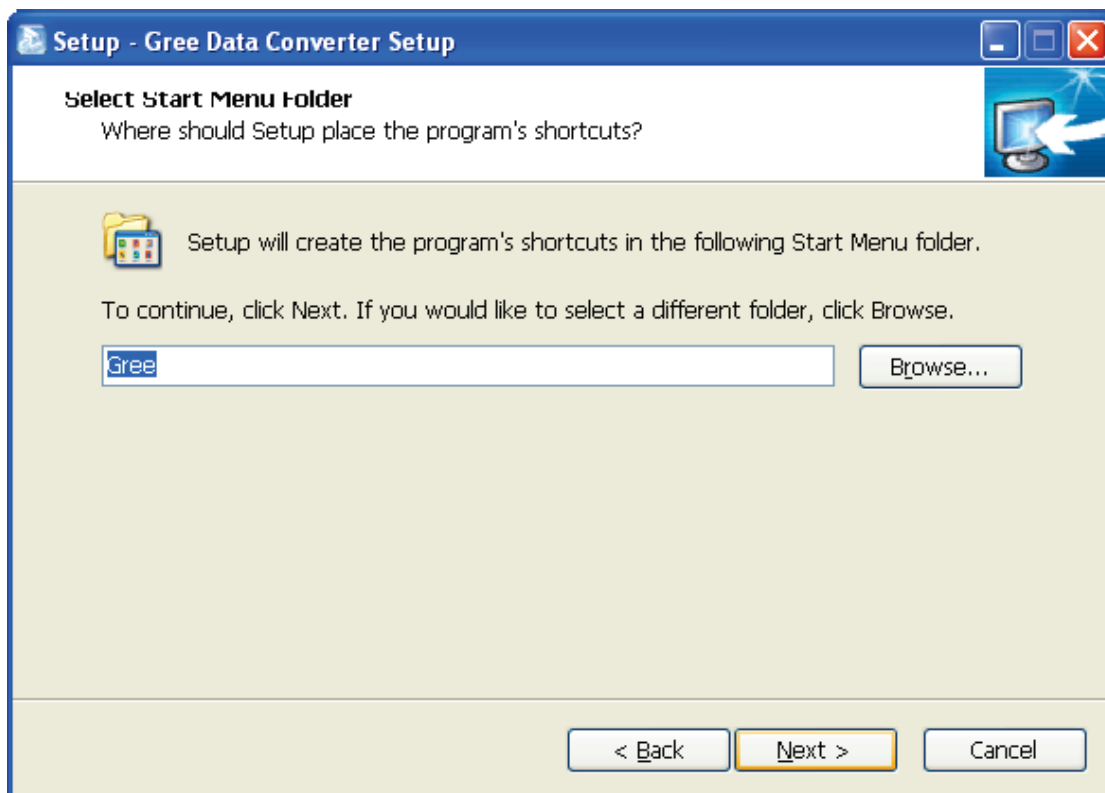 Setup - Gree Data Converter Setup
Select Start Menu Folder
Where should Setup place the program's shortcuts?
Setup will create the program's shortcuts in the following Start Menu folder.
To continue, click Next. If you would like to select a different folder, click Browse.
Gree
Browse...
< Back
Next >
Cancel